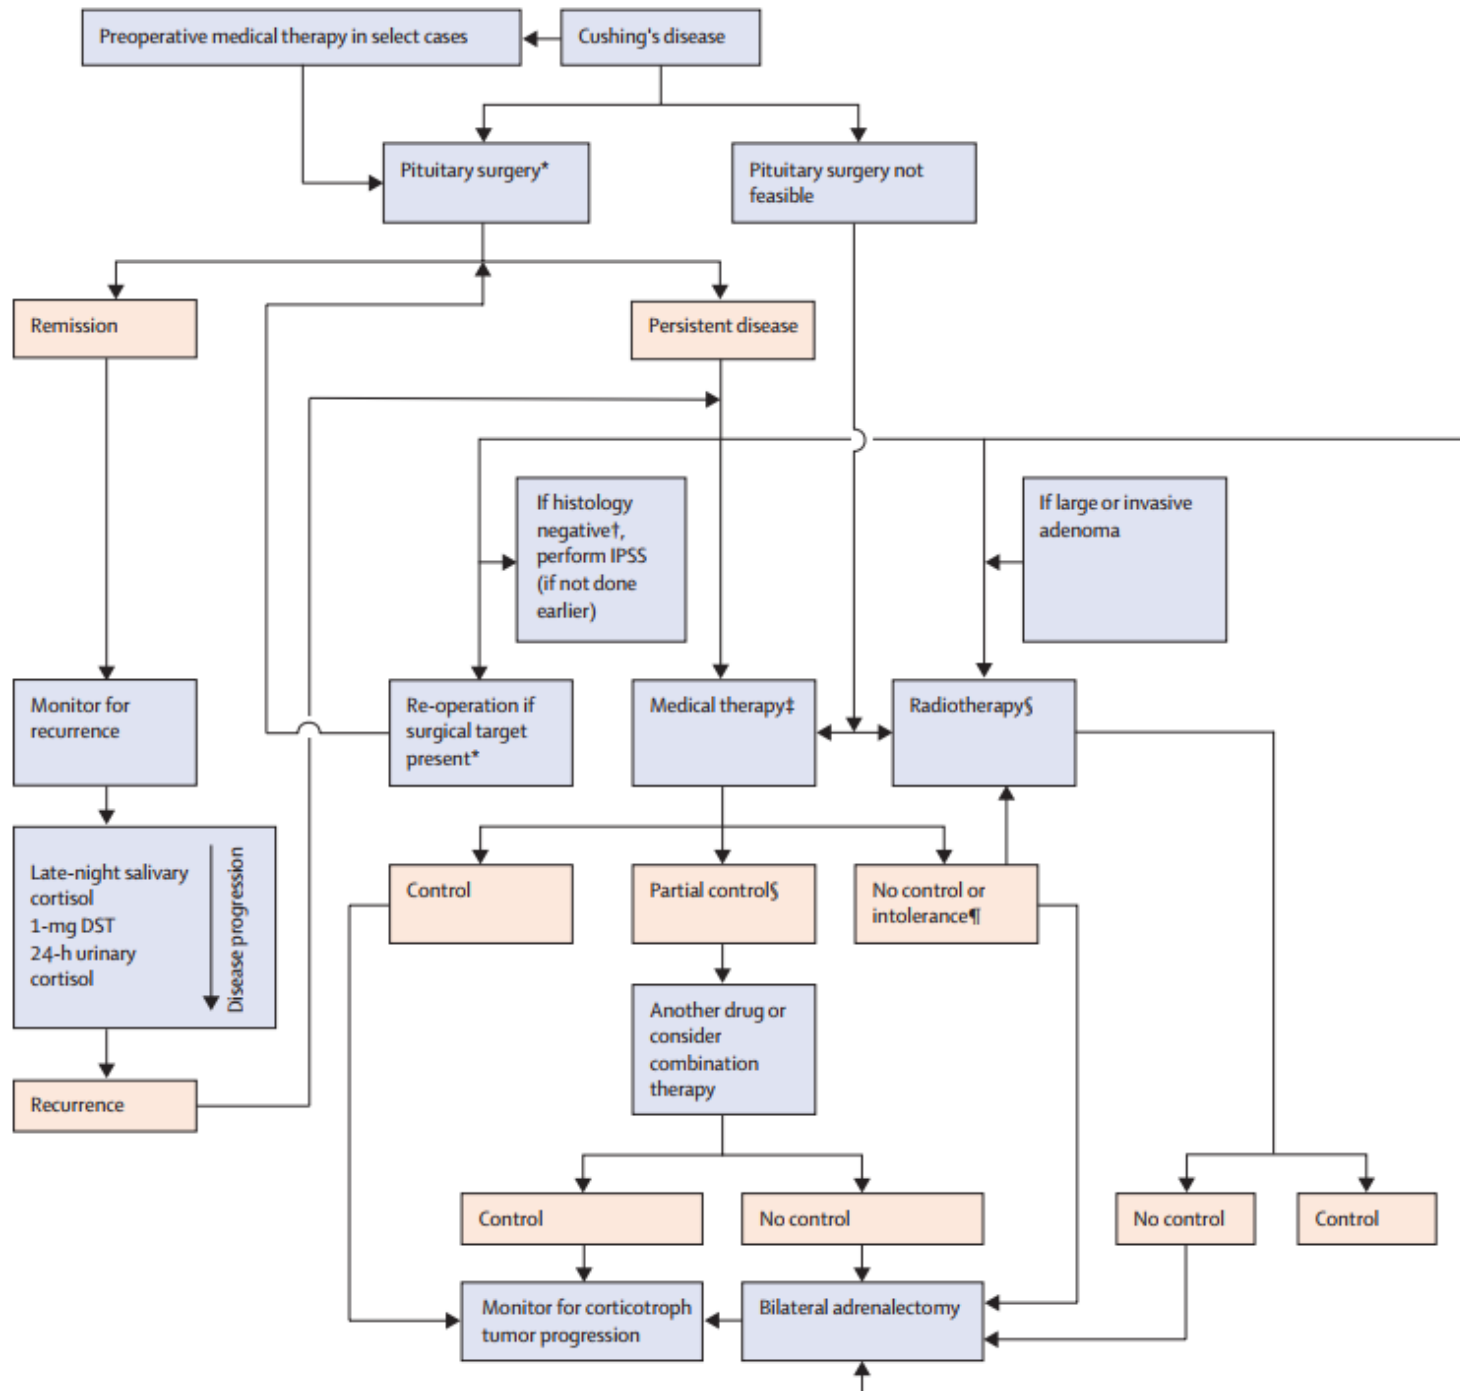 Preoperative medical therapy in select cases
Cushing's disease
Pituitary surgery*
Pituitary surgery not
feasible
Remission
Persistent disease
If histology
negative†,
perform IPSS
(if not done
earlier)
If large or invasive
adenoma
Monitor for
recurrence
Re-operation if
surgical target
present*
Medical therapy‡
Radiotherapy§
Late-night salivary
cortisol
1-mg DST
24-h urinary
cortisol
Disease progression
Control
Partial control§
No control or
intolerance¶
Another drug or
consider
combination
therapy
Recurrence
Control
No control
No control
Control
Monitor for corticotroph
tumor progression
Bilateral adrenalectomy